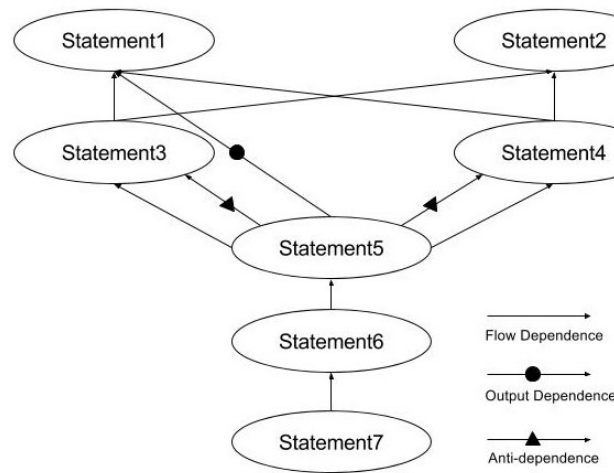 Statement1
Statement2
Statement3
Statement4
Statement5
Statement6
Statement7
Flow Dependence
Output Dependence
Anti-dependence